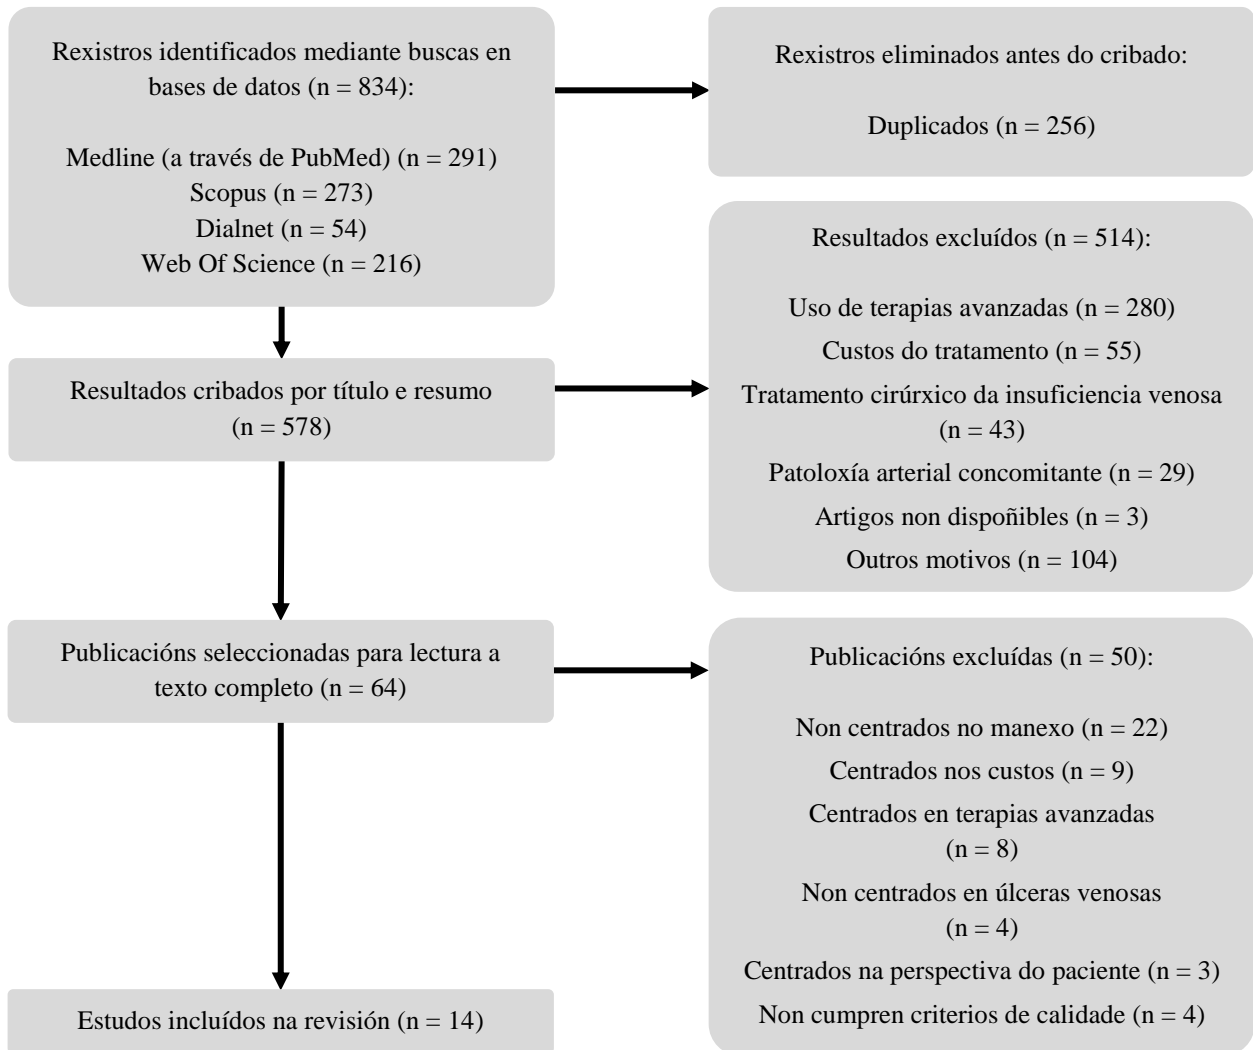 Rexistros identificados mediante buscas en
bases de datos (n = 834):
Medline (a través de PubMed) (n = 291)
Scopus (n = 273)
Dialnet (n = 54)
Web Of Science (n = 216)
Rexistros eliminados antes do cribado:
Duplicados (n = 256)
Resultados cribados por título e resumo
(n = 578)
Resultados excluídos (n = 514):
Uso de terapias avanzadas (n = 280)
Custos do tratamento (n = 55)
Tratamento cirúrxico da insuficiencia venosa
(n = 43)
Patoloxía arterial concomitante (n = 29)
Artigos non dispoñibles (n = 3)
Outros motivos (n = 104)
Publicacións seleccionadas para lectura a
texto completo (n = 64)
Publicacións excluídas (n = 50):
Non centrados no manexo (n = 22)
Centrados nos custos (n = 9)
Centrados en terapias avanzadas
(n = 8)
Non centrados en úlceras venosas
(n = 4)
Centrados na perspectiva do paciente (n = 3)
Non cumpren criterios de calidade (n = 4)
Estudos incluídos na revisión (n = 14)